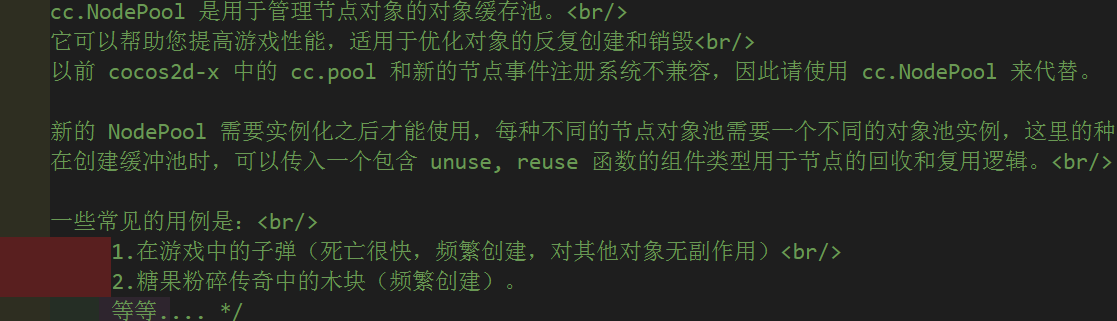 cc.NodePool 是用于管理节点对象的对象缓存池。<br/>
它可以帮助您提高游戏性能，适用于优化对象的反复创建和销毁<br/>
以前 cocos2d-x 中的 cc.pool 和新的节点事件注册系统不兼容，因此请使用 cc.NodePool 来代替。
新的 NodePool 需要实例化之后才能使用，每种不同的节点对象池需要一个不同的对象池实例，这里的种
在创建缓冲池时，可以传入一个包含 unuse, reuse 函数的组件类型用于节点的回收和复用逻辑。<br/>
一些常见的用例是：<br/>
1.在游戏中的子弹（死亡很快，频繁创建，对其他对象无副作用）<br/>
2.糖果粉碎传奇中的木块（频繁创建）。
等等.... */